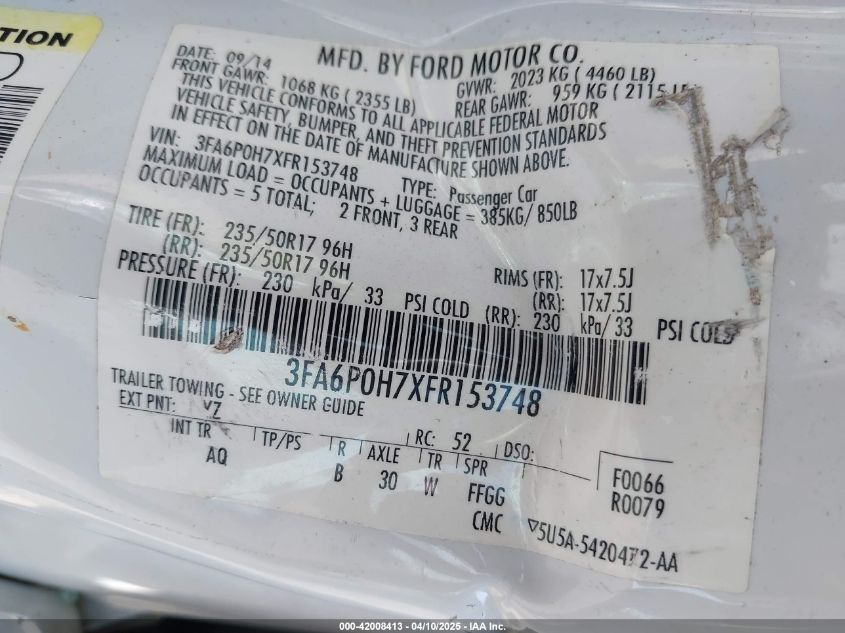 TION
DATE: 09/14 MFD. BY FORD MOTOR CO.
FRONT GAWR: 1068 KG ( 2355 LB) GVWR: 2023 KG ( 4460 LB)
REAR GAWR: 959 KG ( 2115
THIS VEHICLE CONFORMS TO ALL APPLICABLE FEDERAL MOTOR
VEHICLE SAFETY, BUMPER, AND THEFT PREVENTION STANDARDS
IN EFFECT ON THE DATE OF MANUFACTURE SHOWN ABOVE.
VIN: 3FA6P0H7XFR153748 TYPE: Passenger Car
MAXIMUM LOAD = OCCUPANTS + LUGGAGE = 385KG/ 850LB
OCCUPANTS = 5 TOTAL; 2 FRONT, 3 REAR
TIRE (FR): 235/50R17 96H RIMS (FR): 17x7.5J
(RR): 235/50R17 96H (RR): 17x7.5J
PRESSURE (FR): 230 kPa/ 33 PSI COLD (RR): 230 kPa/ 33 PSI COLD
3FA6P0H7XFR153748
TRAILER TOWING - SEE OWNER GUIDE
EXT PNT: YZ RC: 52 DSO:
INT TR TP/PS R AXLE TR SPR F0066
AQ B 30 W FFGG R0079
CMC ▽5U5A-5420472-AA
000-42008413 - 04/10/2025 - IAA Inc.